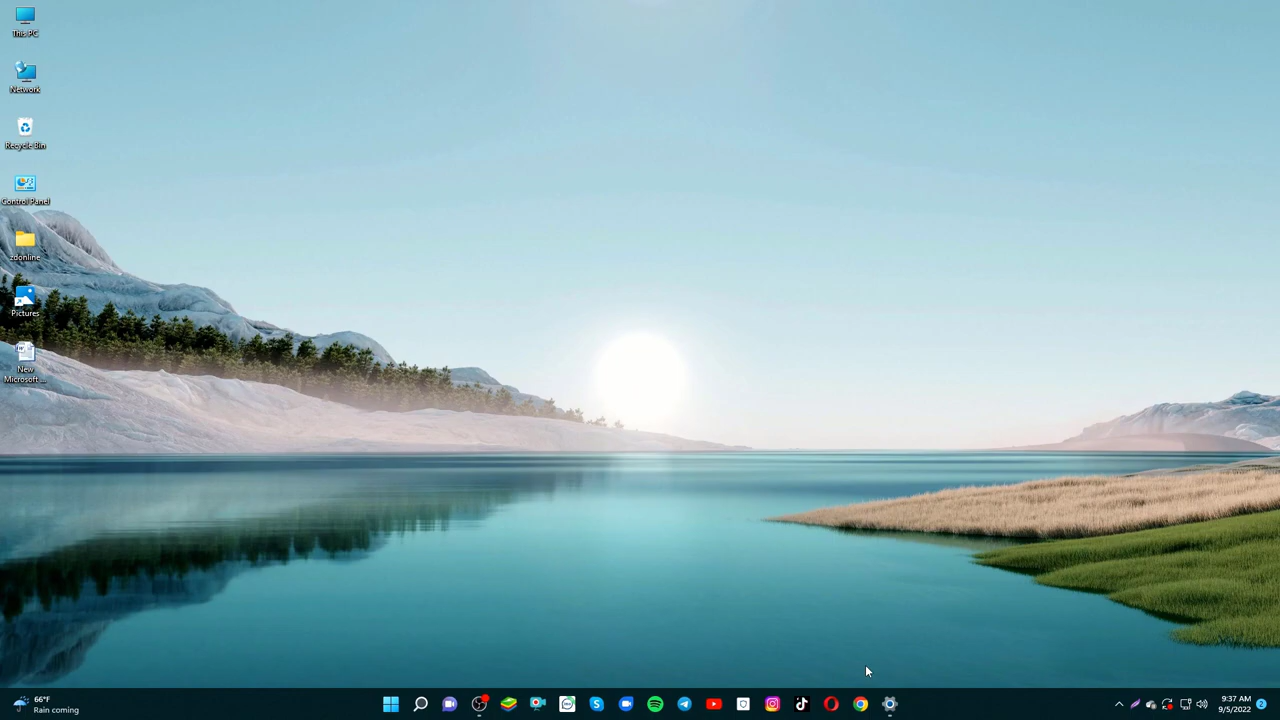 This PC
Network
Recycle Bin
Control Panel
zdonline
Pictures
New
Microsoft ...
66°F
Rain coming
9:37 AM
9/5/2022
2